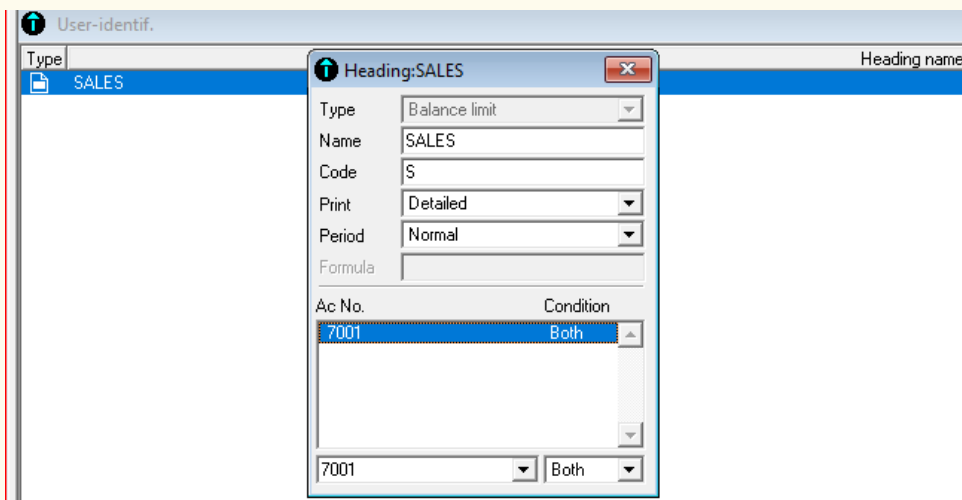 User-identif.
Type Heading name
SALES
Heading:SALES
Type Balance limit
Name SALES
Code S
Print Detailed
Period Normal
Formula
Ac No. Condition
7001 Both
7001 Both